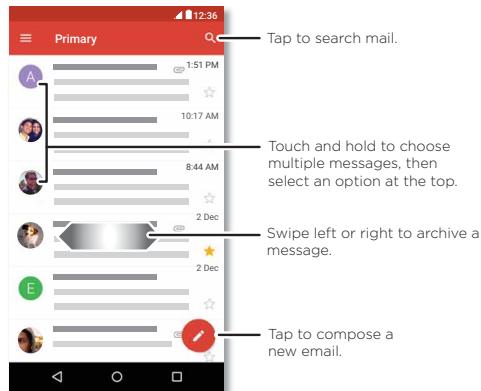 12:36
Primary
Tap to search mail.
A
1:51 PM
10:17 AM
Touch and hold to choose
multiple messages, then
select an option at the top.
8:44 AM
2 Dec
Swipe left or right to archive a
message.
2 Dec
E
Tap to compose a
new email.